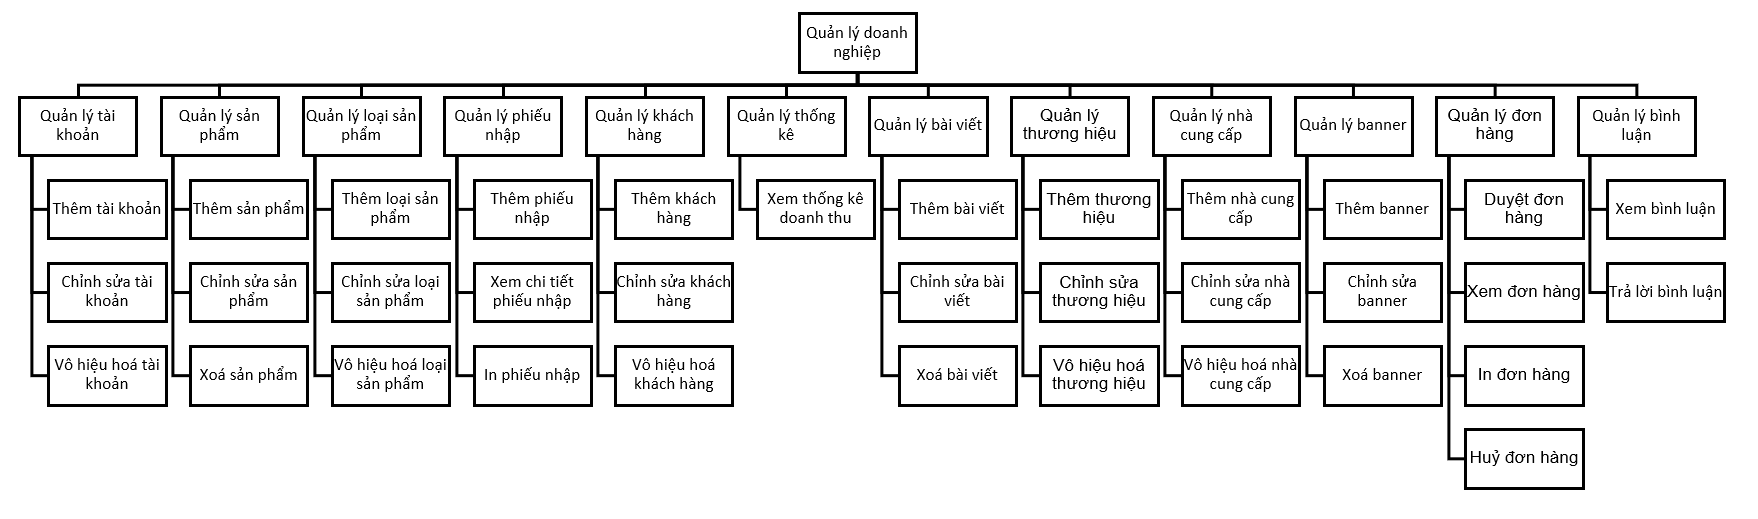 Quản lý doanh
nghiệp
Quản lý tài
khoản
Quản lý sản
phẩm
Quản lý loại sản
phẩm
Quản lý phiếu
nhập
Quản lý khách
hàng
Quản lý thống
kê
Quản lý bài viết
Quản lý
thương hiệu
Quản lý nhà
cung cấp
Quản lý banner
Quản lý đơn
hàng
Quản lý bình
luận
Thêm tài khoản
Thêm sản phẩm
Thêm loại sản
phẩm
Thêm phiếu
nhập
Thêm khách
hàng
Xem thống kê
doanh thu
Thêm bài viết
Thêm thương
hiệu
Thêm nhà cung
cấp
Thêm banner
Duyệt đơn
hàng
Xem bình luận
Chỉnh sửa tài
khoản
Chỉnh sửa sản
phẩm
Chỉnh sửa loại
sản phẩm
Xem chi tiết
phiếu nhập
Chỉnh sửa khách
hàng
Chỉnh sửa bài
viết
Chỉnh sửa
thương hiệu
Chỉnh sửa nhà
cung cấp
Chỉnh sửa
banner
Xem đơn hàng
Trả lời bình luận
Vô hiệu hoá tài
khoản
Xoá sản phẩm
Vô hiệu hoá loại
sản phẩm
In phiếu nhập
Vô hiệu hoá
khách hàng
Xoá bài viết
Vô hiệu hoá
thương hiệu
Vô hiệu hoá nhà
cung cấp
Xoá banner
In đơn hàng
Huỷ đơn hàng